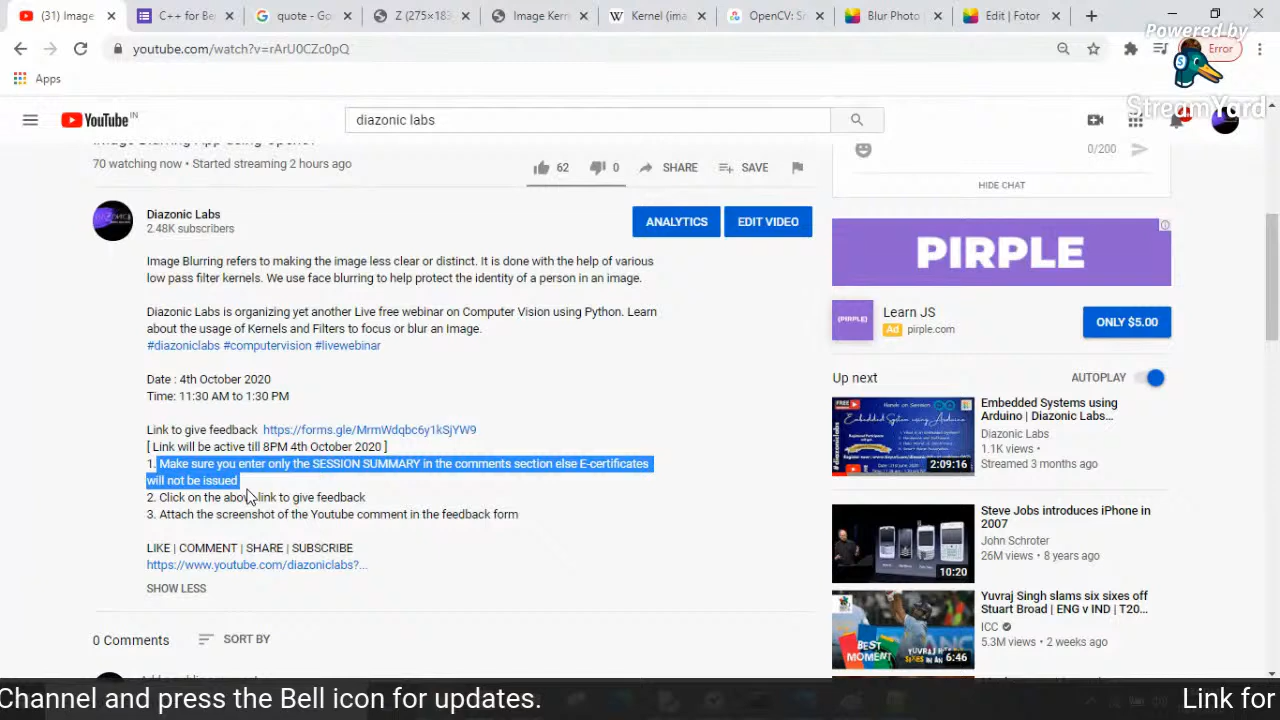 (31) Image
C++ for Be
quote - Go
Z (275×183
Image Kern
Kernel (ima
OpenCV: S
Blur Photo
Edit | Fotor
Powered by
youtube.com/watch?v=rArU0CZc0pQ
Error
Apps
StreamYard
YouTube IN
diazonic labs
70 watching now • Started streaming 2 hours ago
62
0
SHARE
SAVE
0/200
HIDE CHAT
Diazonic Labs
2.48K subscribers
ANALYTICS
EDIT VIDEO
Image Blurring refers to making the image less clear or distinct. It is done with the help of various
low pass filter kernels. We use face blurring to help protect the identity of a person in an image.
Diazonic Labs is organizing yet another Live free webinar on Computer Vision using Python. Learn
about the usage of Kernels and Filters to focus or blur an image.
#diazoniclabs #computervision #livewebinar
Date : 4th October 2020
Time: 11:30 AM to 1:30 PM
Link to give feedback : https://forms.gle/MrmWdqbc6y1kSjYW9
[ Link will be valid till 8PM 4th October 2020 ]
1. Make sure you enter only the SESSION SUMMARY in the comments section else E-certificates
will not be issued
2. Click on the above link to give feedback
3. Attach the screenshot of the Youtube comment in the feedback form
LIKE | COMMENT | SHARE | SUBSCRIBE
https://www.youtube.com/diazoniclabs?...
SHOW LESS
0 Comments
SORT BY
PIRPLE
{PIRPLE}
Learn JS
Ad pirple.com
ONLY $5.00
Up next
AUTOPLAY
Embedded Systems using
Arduino | Diazonic Labs...
Diazonic Labs
1.1K views •
Streamed 3 months ago
2:09:16
Steve Jobs introduces iPhone in
2007
John Schroter
26M views • 8 years ago
10:20
Yuvraj Singh slams six sixes off
Stuart Broad | ENG v IND | T20...
ICC
5.3M views • 2 weeks ago
BEST
MOMENT
6:46
Channel and press the Bell icon for updates.
Link for